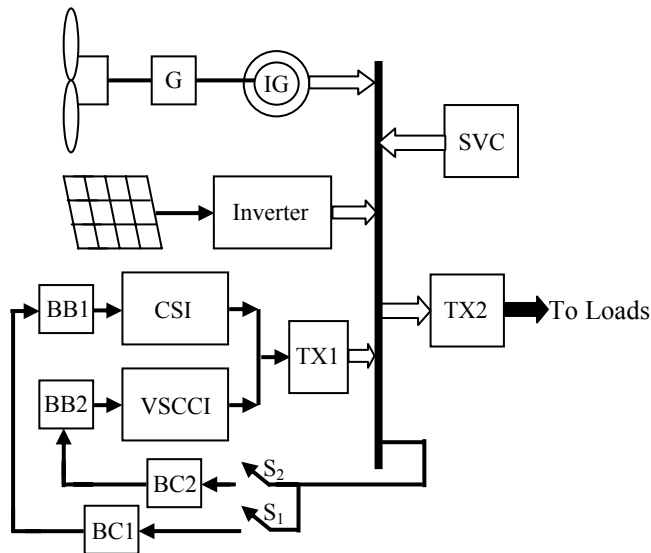 G
IG
SVC
Inverter
BB1
CSI
TX1
TX2
To Loads
BB2
VSCCI
BC2
S₂
BC1
S₁